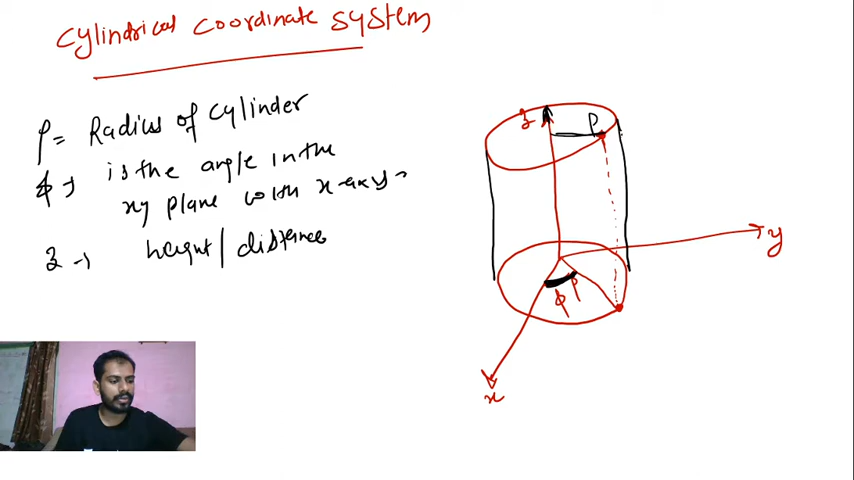 cylindrical coordinate system
ρ = Radius of cylinder
ϕ → is the angle in the
xy plane with x-axis
z → height / distance
z
ρ
y
ϕ
ρ
x